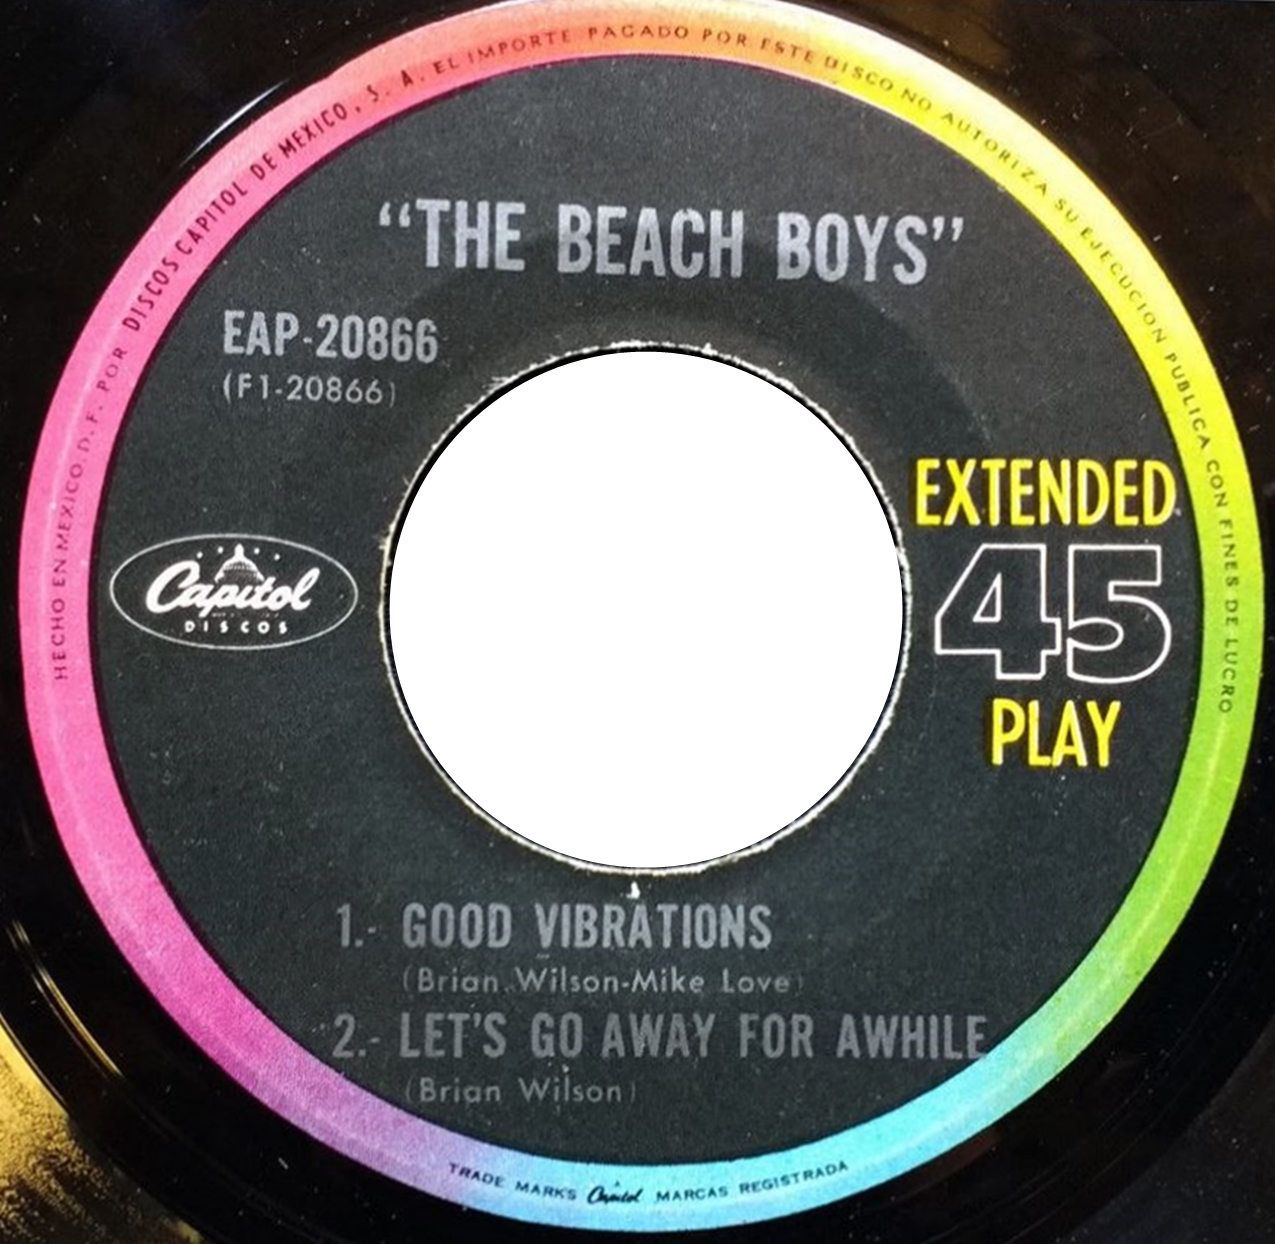 HECHO EN MEXICO, D. F. POR DISCOS CAPITOL DE MEXICO, S. A. EL IMPORTE PAGADO POR ESTE DISCO NO AUTORIZA SU EJECUCION PUBLICA CON FINES DE LUCRO
“THE BEACH BOYS”
EAP-20866
(F1-20866)
EXTENDED
45
PLAY
Capitol
DISCOS
1.- GOOD VIBRATIONS
(Brian Wilson-Mike Love)
2.- LET'S GO AWAY FOR AWHILE
(Brian Wilson)
TRADE MARKS Capitol MARCAS REGISTRADA